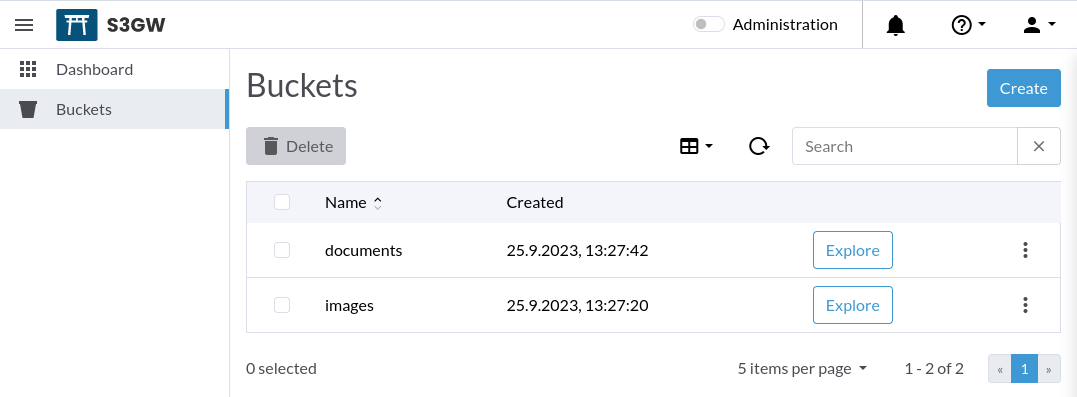 S3GW
Administration
Dashboard
Buckets
Buckets
Create
Delete
Search
Name Created
documents 25.9.2023, 13:27:42 Explore
images 25.9.2023, 13:27:20 Explore
0 selected 5 items per page 1 - 2 of 2 « 1 »